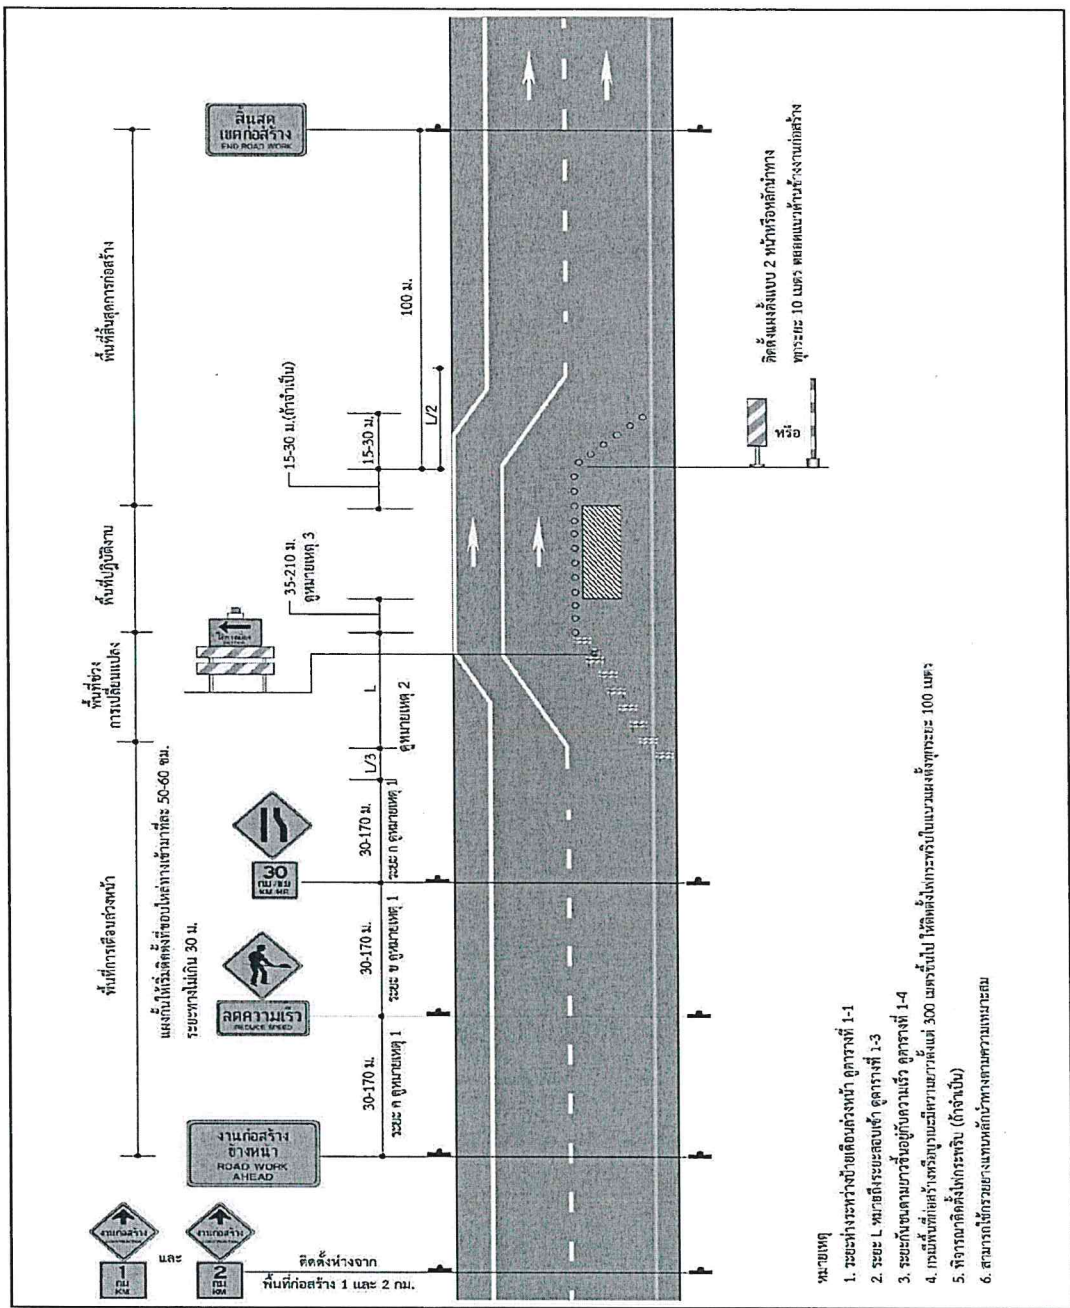 สิ้นสุด
เขตก่อสร้าง
END ROAD WORK
พื้นที่สิ้นสุดการก่อสร้าง
100 ม.
15-30 ม.(ถ้าจำเป็น)
15-30 ม.
L/2
ติดตั้งแผงตั้งแบบ 2 หน้าหรือหลักนำทาง
ทุกระยะ 10 เมตร ตลอดแนวด้านข้างงานก่อสร้าง
หรือ
พื้นที่ปฏิบัติงาน
35-210 ม.
ดูหมายเหตุ 3
พื้นที่ช่วง
การเปลี่ยนแปลง
L
ดูหมายเหตุ 2
L/3
พื้นที่การเตือนล่วงหน้า
แผงกั้นให้เริ่มติดตั้งที่ขอบไหล่ทางเข้ามาทีละ 50-60 ซม.
ระยะทางไม่เกิน 30 ม.
30
กม./ชม
KM./HR
30-170 ม.
ระยะ ก ดูหมายเหตุ 1
ลดความเร็ว
REDUCE SPEED
30-170 ม.
ระยะ ข ดูหมายเหตุ 1
30-170 ม.
ระยะ ค ดูหมายเหตุ 1
งานก่อสร้าง
ข้างหน้า
ROAD WORK
AHEAD
งานก่อสร้าง
1
กม
KM
และ
งานก่อสร้าง
2
กม
KM
ติดตั้งห่างจาก
พื้นที่ก่อสร้าง 1 และ 2 กม.
หมายเหตุ
1. ระยะห่างระหว่างป้ายเตือนล่วงหน้า ดูตารางที่ 1-1
2. ระยะ L หมายถึงระยะสอบเข้า ดูตารางที่ 1-3
3. ระยะกันชนตามยาวขึ้นอยู่กับความเร็ว ดูตารางที่ 1-4
4. กรณีพื้นที่ก่อสร้างหรือบูรณะมีความยาวตั้งแต่ 300 เมตรขึ้นไป ให้ติดตั้งไฟกระพริบในแนวแผงตั้งทุกระยะ 100 เมตร
5. พิจารณาติดตั้งไฟกระพริบ (ถ้าจำเป็น)
6. สามารถใช้กรวยยางแทนหลักนำทางตามความเหมาะสม